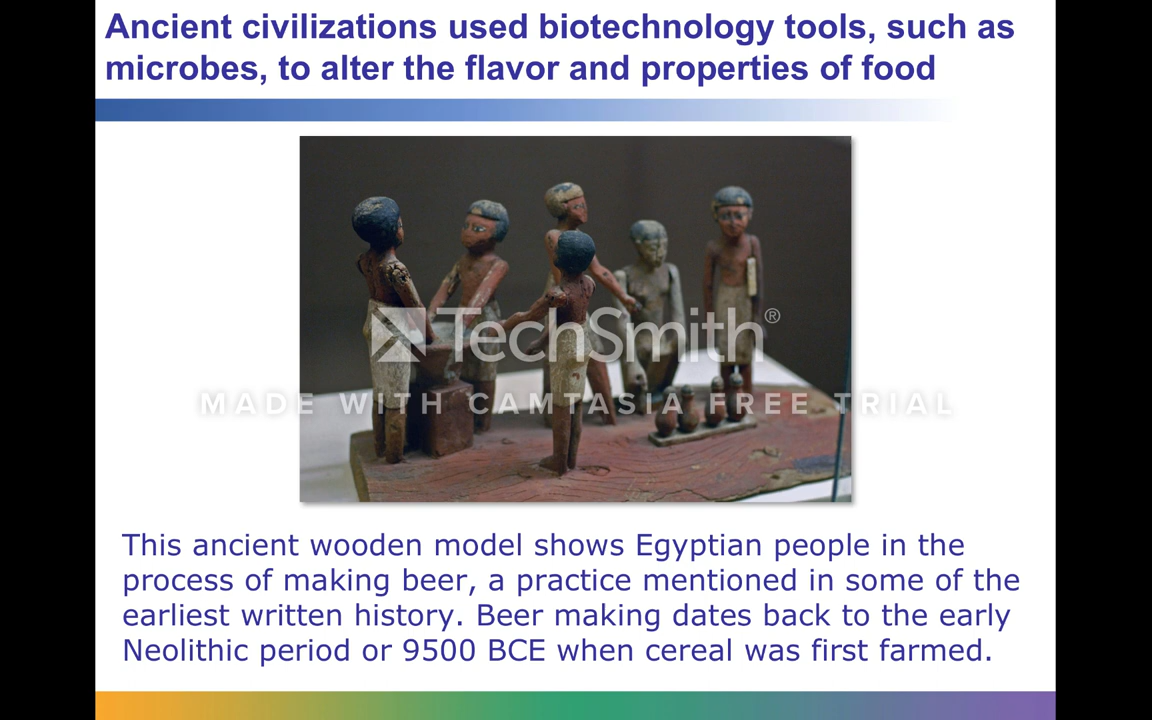 Ancient civilizations used biotechnology tools, such as
microbes, to alter the flavor and properties of food
TechSmith®
MADE WITH CAMTASIA FREE TRIAL
This ancient wooden model shows Egyptian people in the
process of making beer, a practice mentioned in some of the
earliest written history. Beer making dates back to the early
Neolithic period or 9500 BCE when cereal was first farmed.